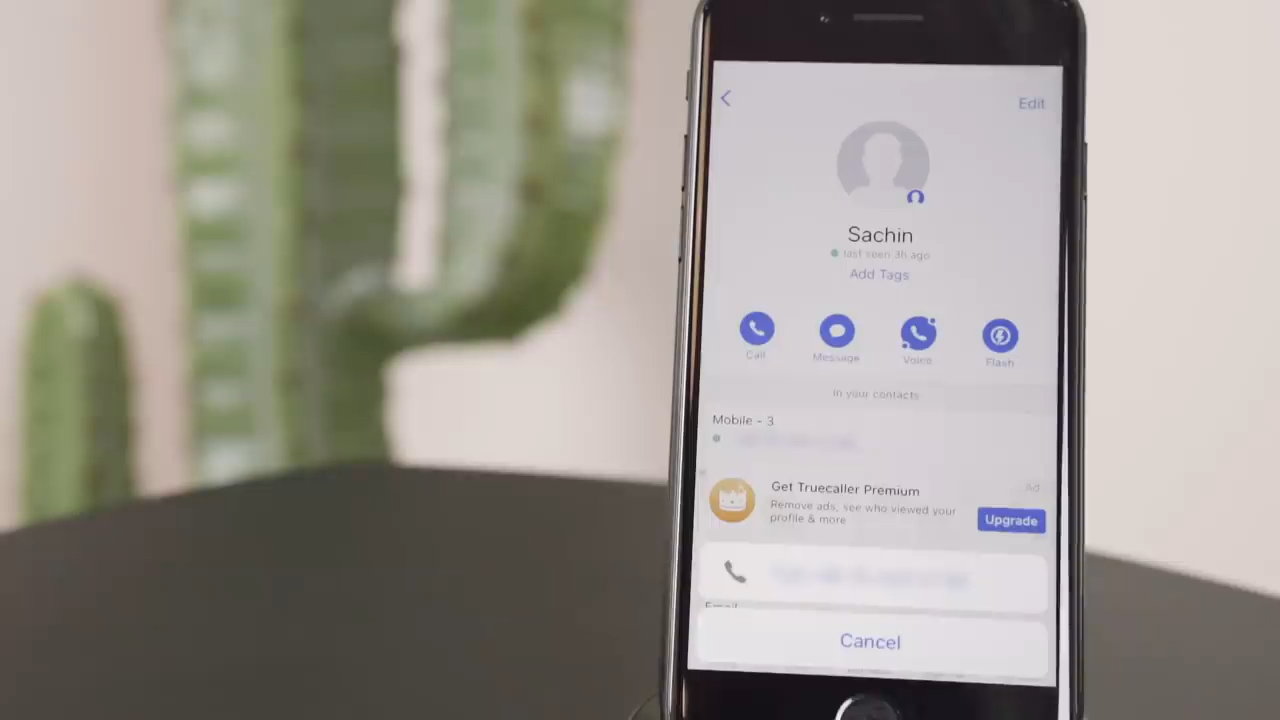 Edit
Sachin
last seen 3h ago
Add Tags
Call
Message
Voice
Flash
In your contacts
Mobile - 3
Get Truecaller Premium
Ad
Remove ads, see who viewed your
profile & more
Upgrade
Email
Cancel